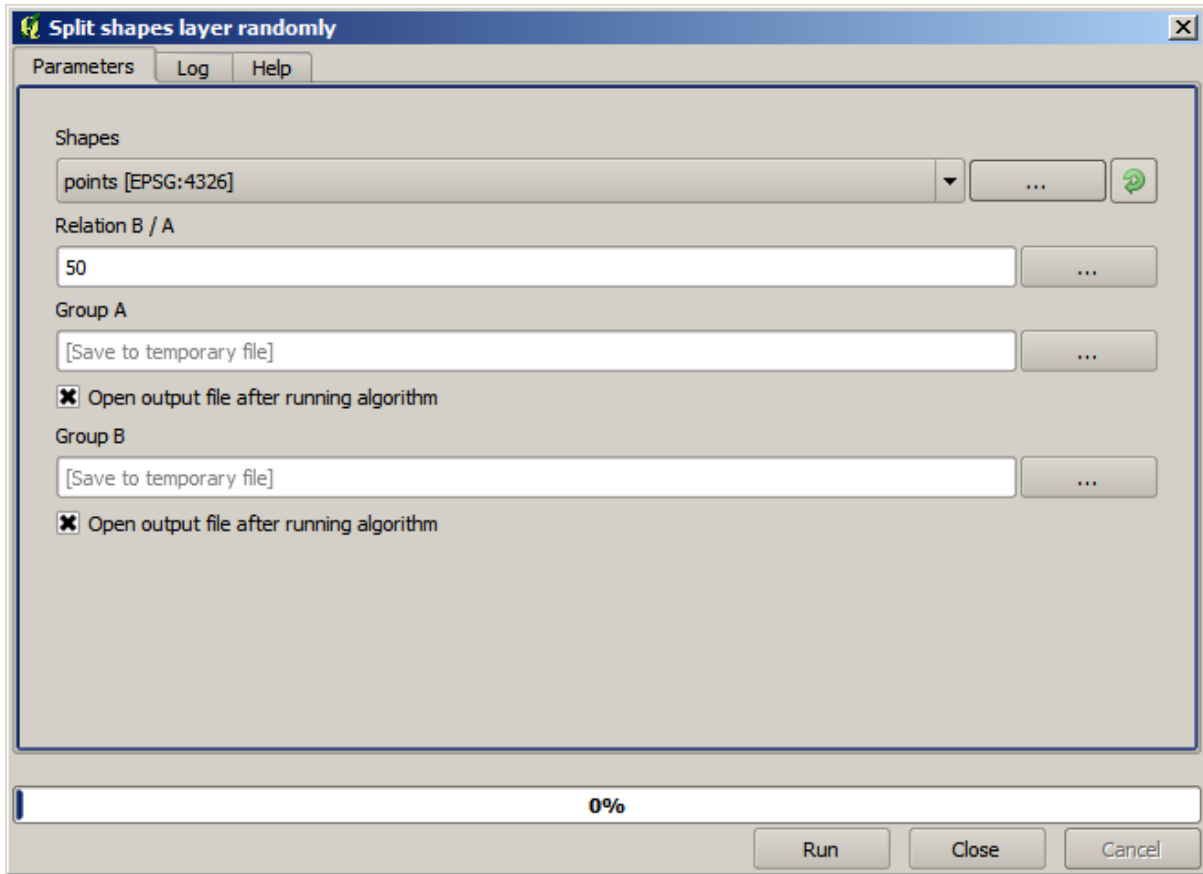 Split shapes layer randomly
Parameters Log Help
Shapes
points [EPSG:4326]
...
Relation B / A
50
...
Group A
[Save to temporary file]
...
Open output file after running algorithm
Group B
[Save to temporary file]
...
Open output file after running algorithm
0%
Run Close Cancel